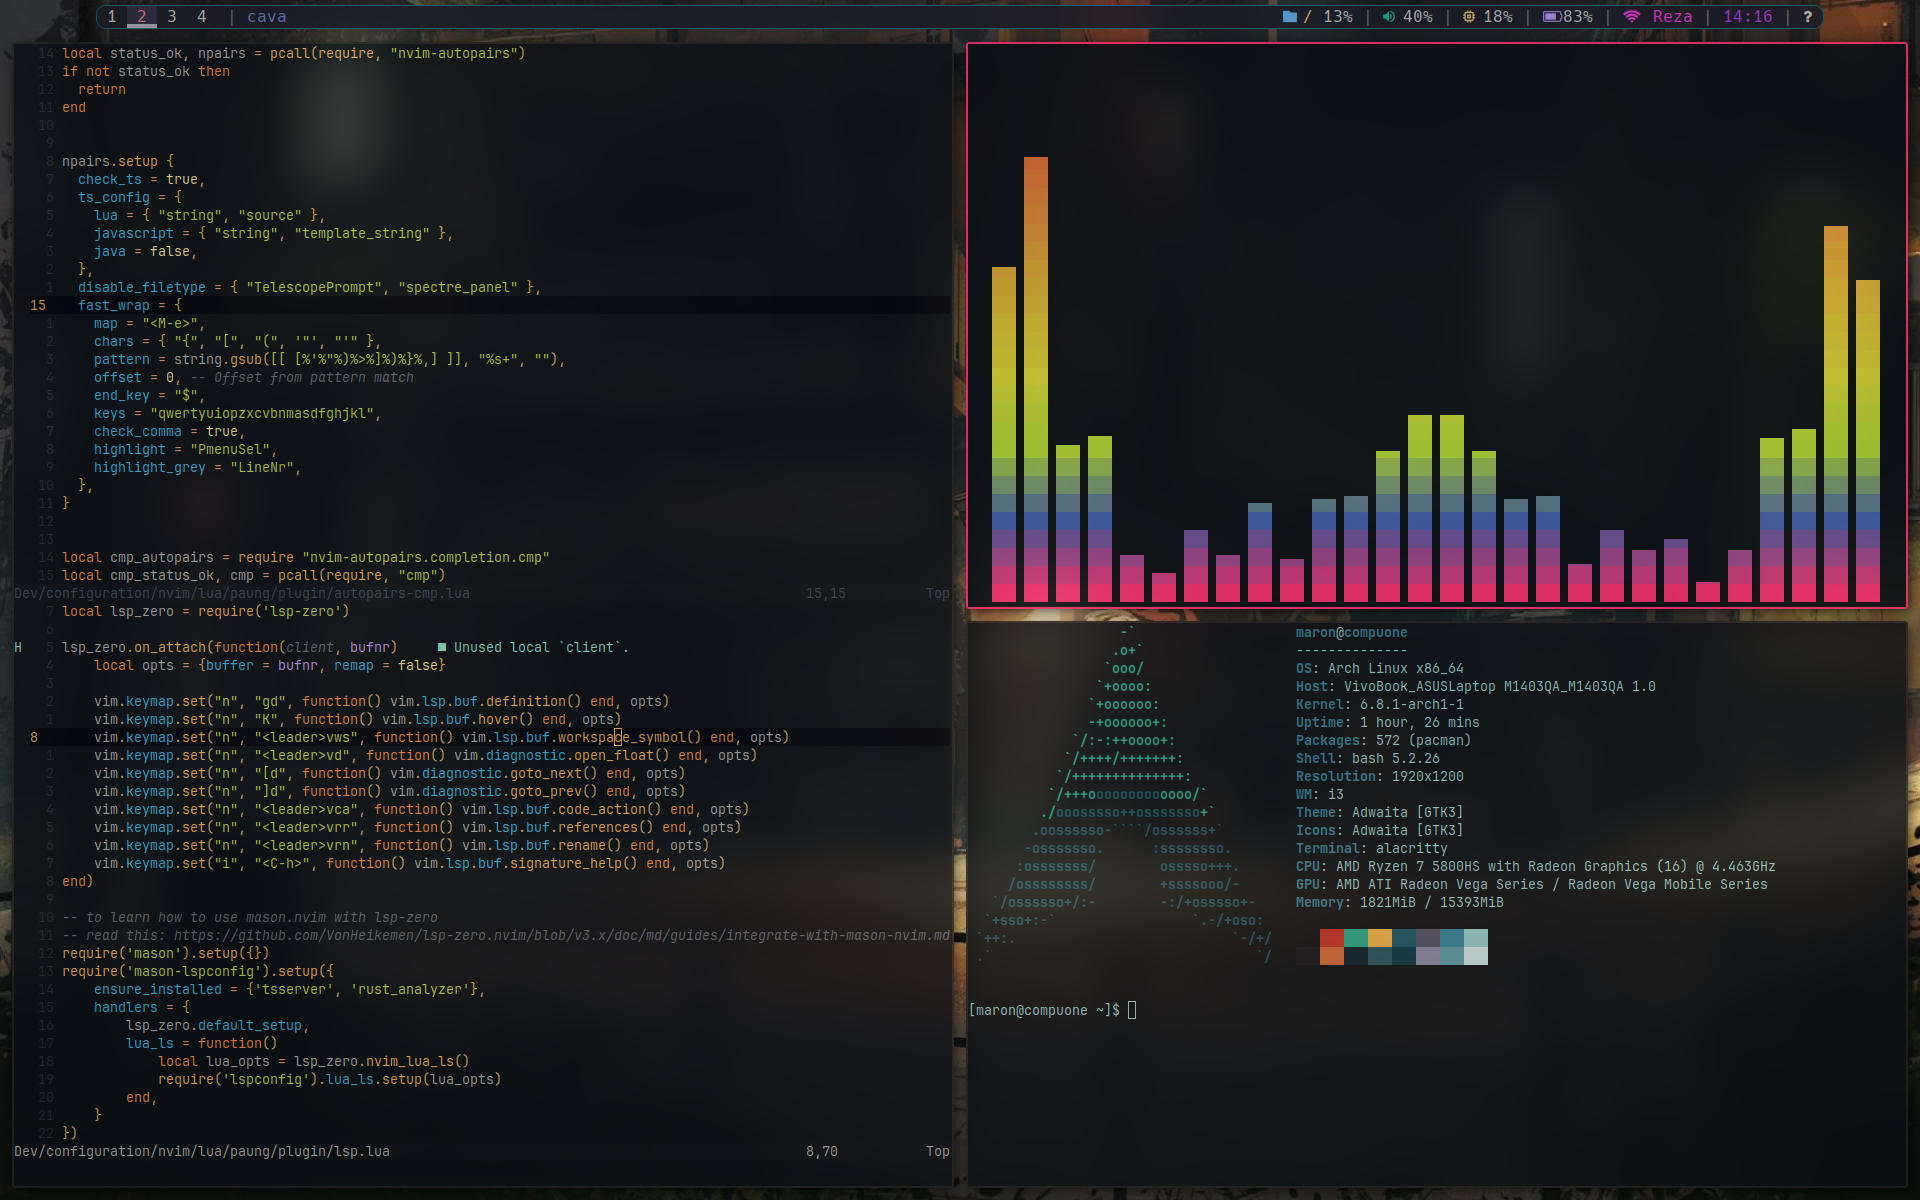 1 2 3 4 | cava
/ 13% | 40% | 18% | 83% | Reza | 14:16 | ?
14 local status_ok, npairs = pcall(require, "nvim-autopairs")
13 if not status_ok then
12   return
11 end
10
9
8 npairs.setup {
7   check_ts = true,
6   ts_config = {
5     lua = { "string", "source" },
4     javascript = { "string", "template_string" },
3     java = false,
2   },
1   disable_filetype = { "TelescopePrompt", "spectre_panel" },
15   fast_wrap = {
1     map = "<M-e>",
2     chars = { "{", "[", "(", '"', "'" },
3     pattern = string.gsub([[ [%'%"%)%>%]%)%}%,] ]], "%s+", ""),
4     offset = 0, -- Offset from pattern match
5     end_key = "$",
6     keys = "qwertyuiopzxcvbnmasdfghjkl",
7     check_comma = true,
8     highlight = "PmenuSel",
9     highlight_grey = "LineNr",
10   },
11 }
12
13
14 local cmp_autopairs = require "nvim-autopairs.completion.cmp"
15 local cmp_status_ok, cmp = pcall(require, "cmp")
Dev/configuration/nvim/lua/paung/plugin/autopairs-cmp.lua 15,15 Top
7 local lsp_zero = require('lsp-zero')
6
H 5 lsp_zero.on_attach(function(client, bufnr) ■ Unused local `client`.
4     local opts = {buffer = bufnr, remap = false}
3
2     vim.keymap.set("n", "gd", function() vim.lsp.buf.definition() end, opts)
1     vim.keymap.set("n", "K", function() vim.lsp.buf.hover() end, opts)
8     vim.keymap.set("n", "<leader>vws", function() vim.lsp.buf.workspace_symbol() end, opts)
1     vim.keymap.set("n", "<leader>vd", function() vim.diagnostic.open_float() end, opts)
2     vim.keymap.set("n", "[d", function() vim.diagnostic.goto_next() end, opts)
3     vim.keymap.set("n", "]d", function() vim.diagnostic.goto_prev() end, opts)
4     vim.keymap.set("n", "<leader>vca", function() vim.lsp.buf.code_action() end, opts)
5     vim.keymap.set("n", "<leader>vrr", function() vim.lsp.buf.references() end, opts)
6     vim.keymap.set("n", "<leader>vrn", function() vim.lsp.buf.rename() end, opts)
7     vim.keymap.set("i", "<C-h>", function() vim.lsp.buf.signature_help() end, opts)
8 end)
9
10 -- to learn how to use mason.nvim with lsp-zero
11 -- read this: https://github.com/VonHeikemen/lsp-zero.nvim/blob/v3.x/doc/md/guides/integrate-with-mason-nvim.md
12 require('mason').setup({})
13 require('mason-lspconfig').setup({
14     ensure_installed = {'tsserver', 'rust_analyzer'},
15     handlers = {
16         lsp_zero.default_setup,
17         lua_ls = function()
18             local lua_opts = lsp_zero.nvim_lua_ls()
19             require('lspconfig').lua_ls.setup(lua_opts)
20         end,
21     }
22 })
Dev/configuration/nvim/lua/paung/plugin/lsp.lua 8,70 Top
                  -`
                 .o+`
                `ooo/
               `+oooo:
              `+oooooo:
              -+oooooo+:
            `/:-:++oooo+:
           `/++++/+++++++:
          `/++++++++++++++:
         `/+++ooooooooooooo/`
        ./ooosssso++osssssso+`
       .oossssso-````/ossssss+`
      -osssssso.      :ssssssso.
     :osssssss/        osssso+++.
    /ossssssss/        +ssssooo/-
  `/ossssso+/:-        -:/+osssso+-
 `+sso+:-`                 `.-/+oso:
`++:.                           `-/+/
.`                                 `/
maron@compuone
--------------
OS: Arch Linux x86_64
Host: VivoBook_ASUSLaptop M1403QA_M1403QA 1.0
Kernel: 6.8.1-arch1-1
Uptime: 1 hour, 26 mins
Packages: 572 (pacman)
Shell: bash 5.2.26
Resolution: 1920x1200
WM: i3
Theme: Adwaita [GTK3]
Icons: Adwaita [GTK3]
Terminal: alacritty
CPU: AMD Ryzen 7 5800HS with Radeon Graphics (16) @ 4.463GHz
GPU: AMD ATI Radeon Vega Series / Radeon Vega Mobile Series
Memory: 1821MiB / 15393MiB
[maron@compuone ~]$